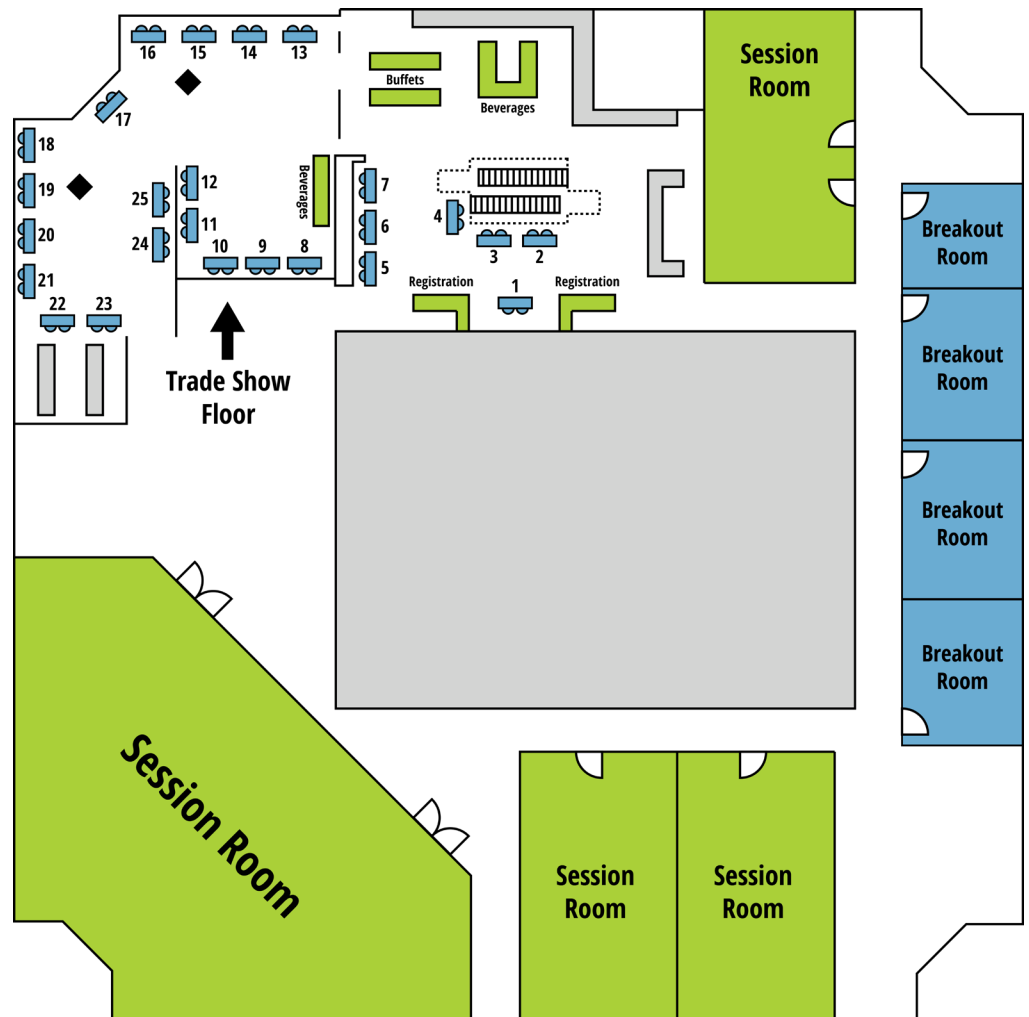 16
15
14
13
Buffets
Beverages
Session
Room
17
18
19
20
21
22
23
25
24
12
11
10
9
8
Beverages
7
6
5
4
3
2
Registration
1
Registration
Trade Show
Floor
Breakout
Room
Breakout
Room
Breakout
Room
Breakout
Room
Session Room
Session
Room
Session
Room